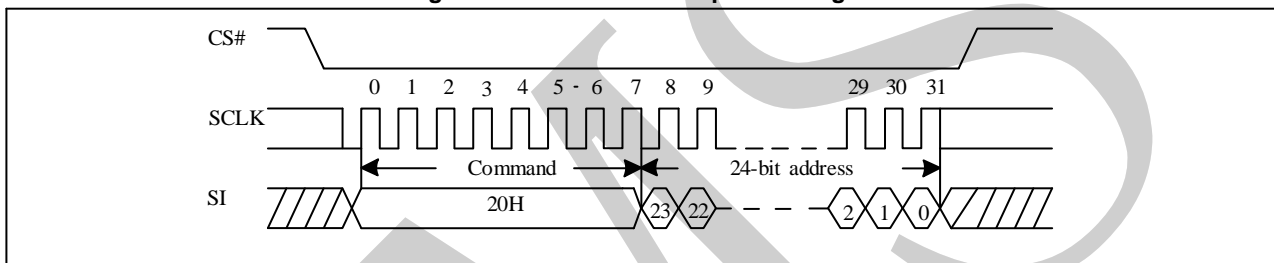 CS#
0 1 2 3 4 5 - 6 7 8 9 29 30 31
SCLK
Command 24-bit address
SI 20H 23 22 2 1 0